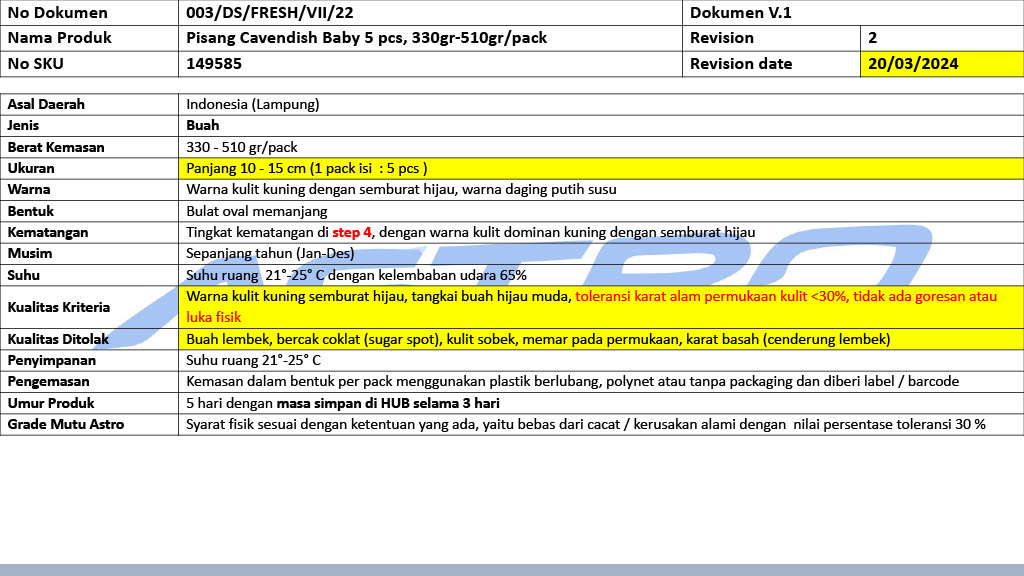 No Dokumen 003/DS/FRESH/VII/22 Dokumen V.1
Nama Produk Pisang Cavendish Baby 5 pcs, 330gr-510gr/pack Revision 2
No SKU 149585 Revision date 20/03/2024
Asal Daerah Indonesia (Lampung)
Jenis Buah
Berat Kemasan 330 - 510 gr/pack
Ukuran Panjang 10 - 15 cm (1 pack isi : 5 pcs )
Warna Warna kulit kuning dengan semburat hijau, warna daging putih susu
Bentuk Bulat oval memanjang
Kematangan Tingkat kematangan di step 4, dengan warna kulit dominan kuning dengan semburat hijau
Musim Sepanjang tahun (Jan-Des)
Suhu Suhu ruang 21°-25° C dengan kelembaban udara 65%
Kualitas Kriteria Warna kulit kuning semburat hijau, tangkai buah hijau muda, toleransi karat alam permukaan kulit <30%, tidak ada goresan atau
luka fisik
Kualitas Ditolak Buah lembek, bercak coklat (sugar spot), kulit sobek, memar pada permukaan, karat basah (cenderung lembek)
Penyimpanan Suhu ruang 21°-25° C
Pengemasan Kemasan dalam bentuk per pack menggunakan plastik berlubang, polynet atau tanpa packaging dan diberi label / barcode
Umur Produk 5 hari dengan masa simpan di HUB selama 3 hari
Grade Mutu Astro Syarat fisik sesuai dengan ketentuan yang ada, yaitu bebas dari cacat / kerusakan alami dengan nilai persentase toleransi 30 %
ASTRO